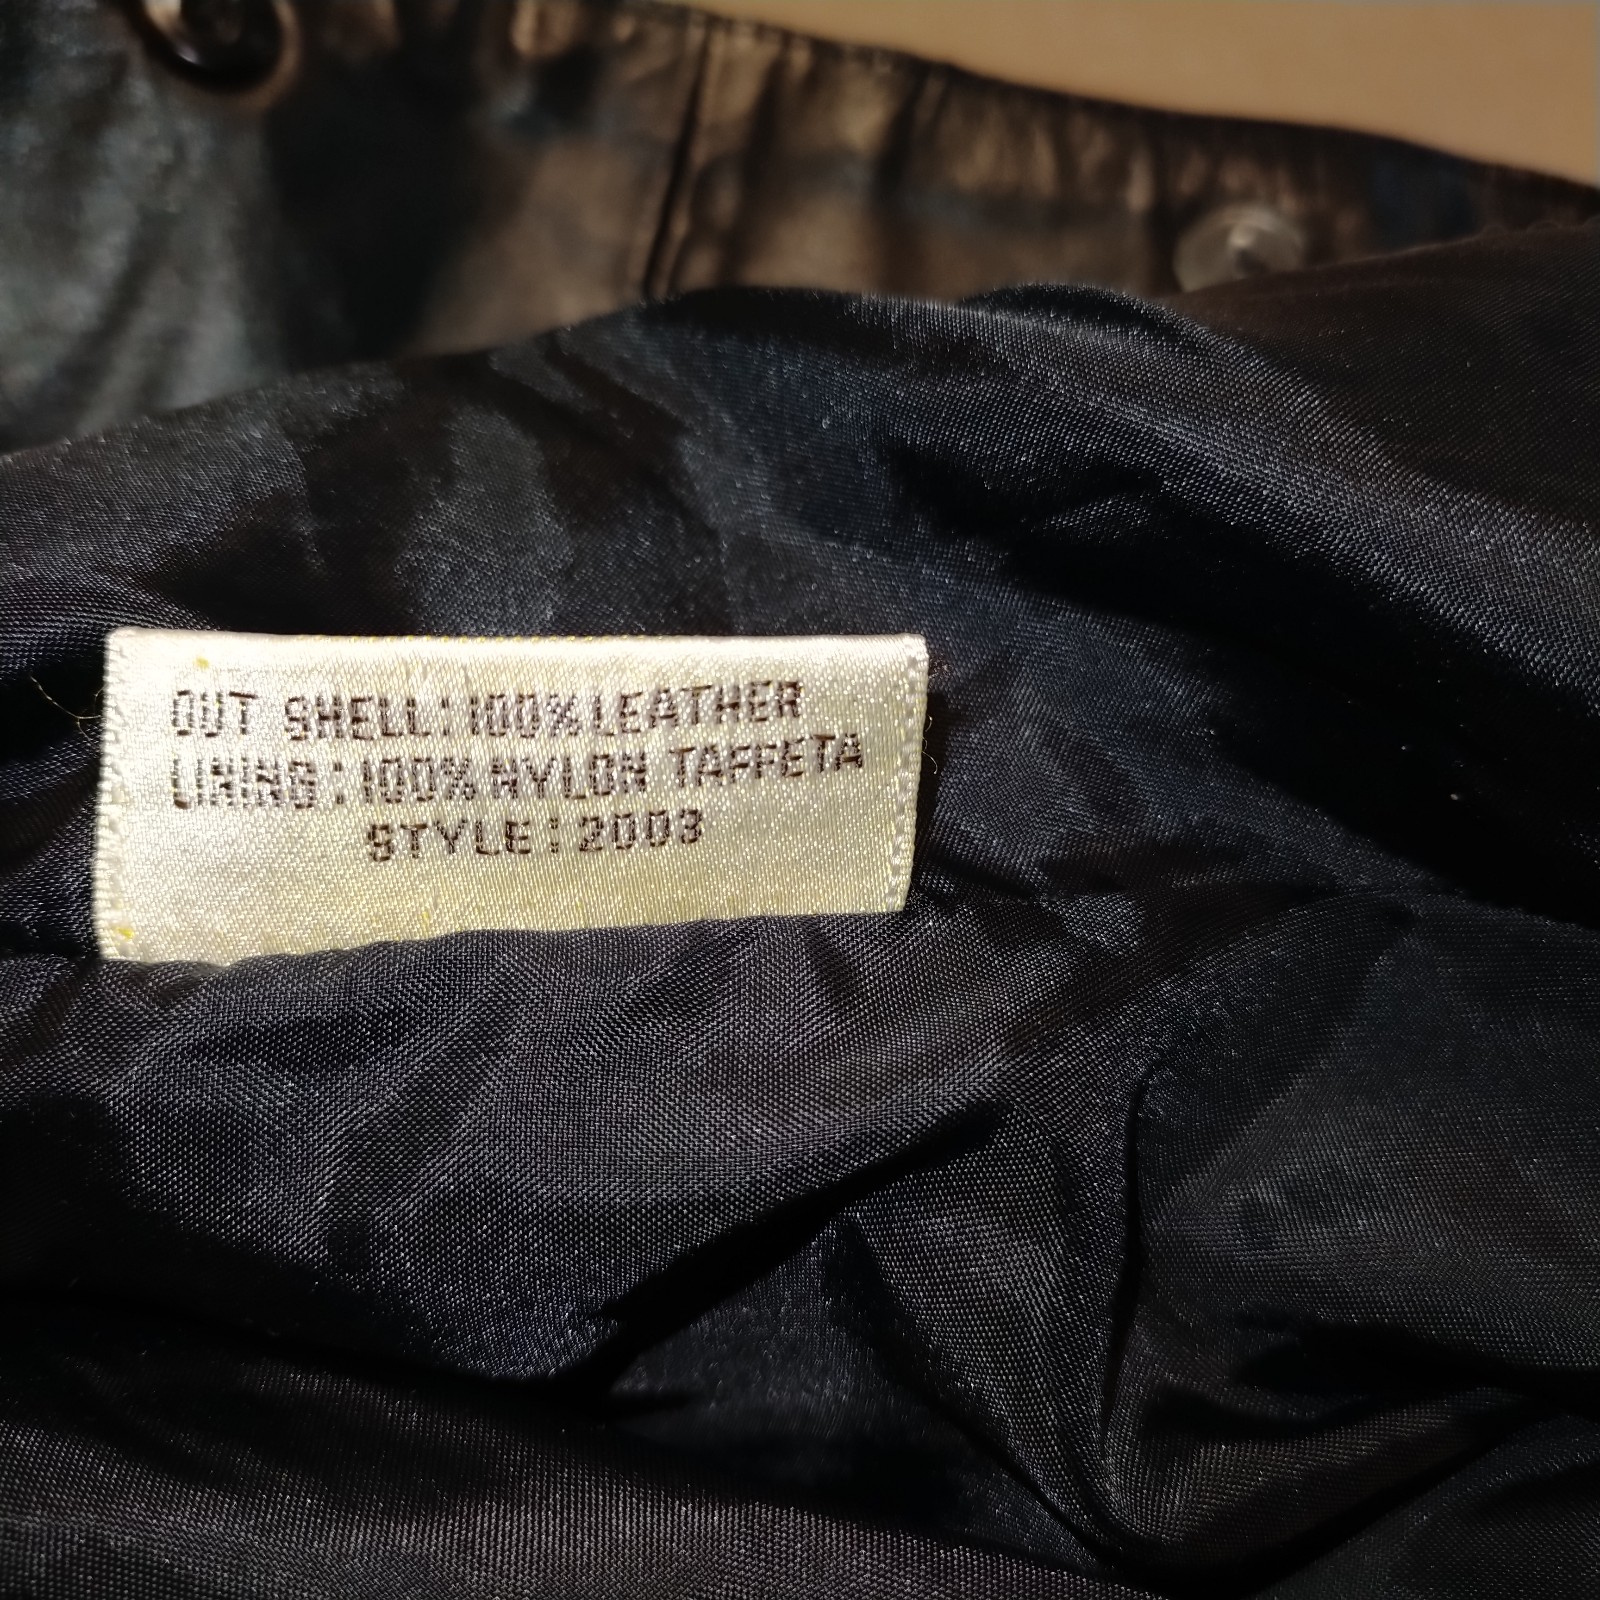 OUT SHELL:100% LEATHER
LINING:100% NYLON TAFFETA
STYLE:2003